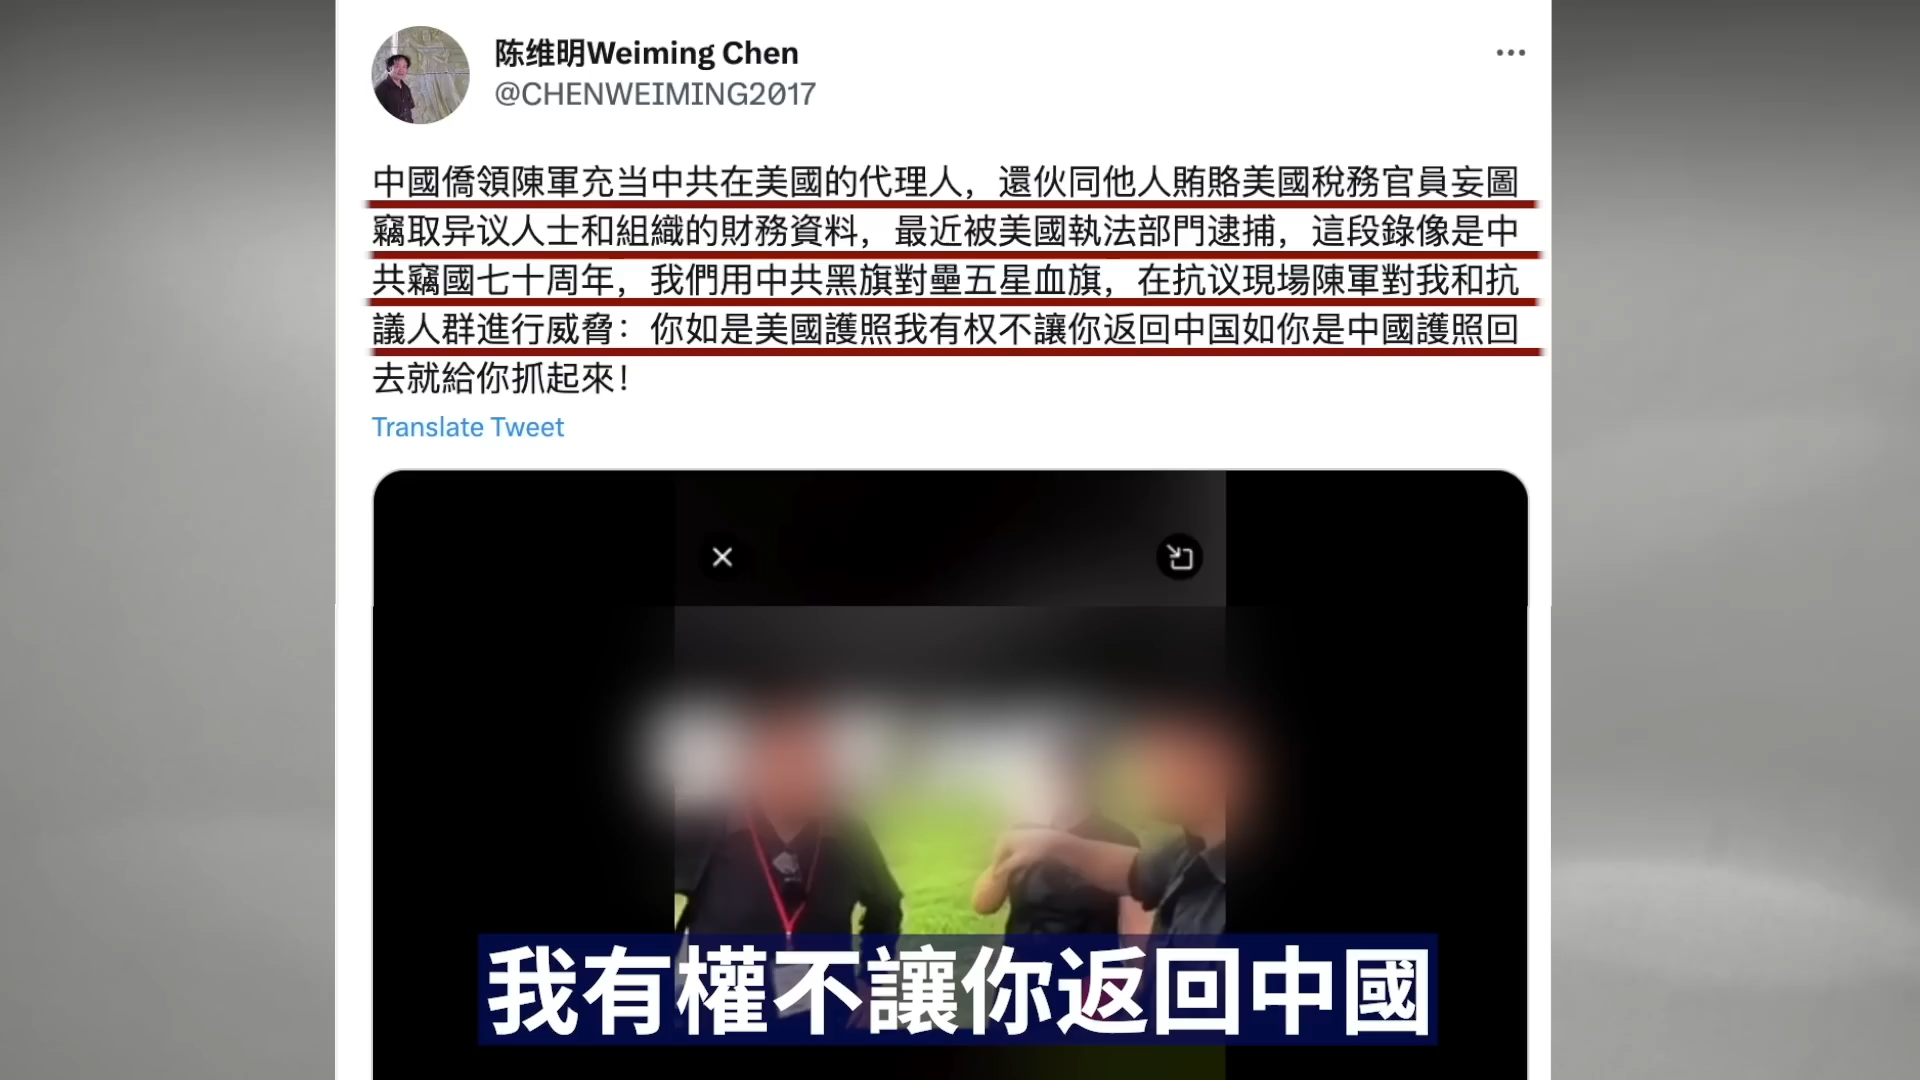 陈维明Weiming Chen
@CHENWEIMING2017
中國僑領陳軍充当中共在美國的代理人，還伙同他人賄賂美國稅務官員妄圖
竊取异议人士和組織的財務資料，最近被美國執法部門逮捕，這段錄像是中
共竊國七十周年，我們用中共黑旗對壘五星血旗，在抗议現場陳軍對我和抗
議人群進行威脅：你如是美國護照我有权不讓你返回中国如你是中國護照回
去就給你抓起來！
Translate Tweet
我有權不讓你返回中國